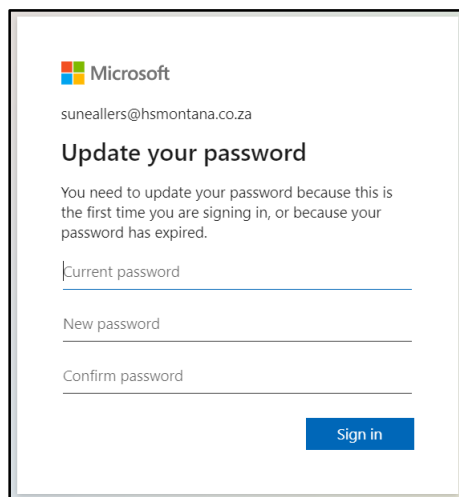 Microsoft
suneallers@hsmontana.co.za
Update your password
You need to update your password because this is
the first time you are signing in, or because your
password has expired.
Current password
New password
Confirm password
Sign in